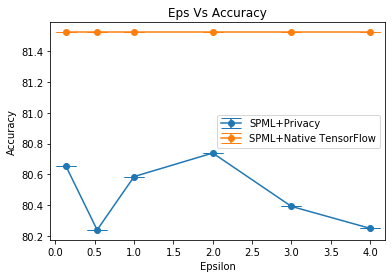 Eps Vs Accuracy
81.4
81.2
81.0
80.8
80.6
80.4
80.2
Accuracy
SPML+Privacy
SPML+Native TensorFlow
0.0 0.5 1.0 1.5 2.0 2.5 3.0 3.5 4.0
Epsilon